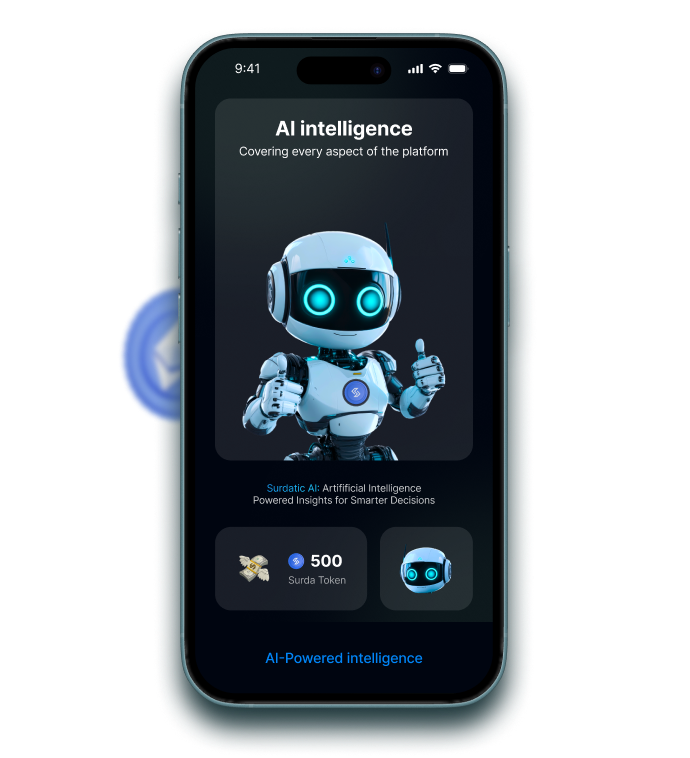 9:41
AI intelligence
Covering every aspect of the platform
Surdatic AI: Artifificial Intelligence
Powered Insights for Smarter Decisions
500
Surda Token
AI-Powered intelligence